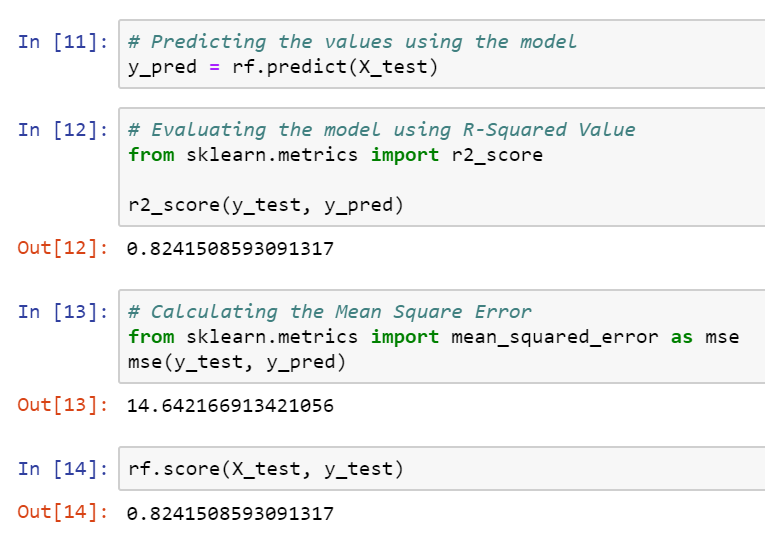 In [11]: # Predicting the values using the model
y_pred = rf.predict(X_test)
In [12]: # Evaluating the model using R-Squared Value
from sklearn.metrics import r2_score
r2_score(y_test, y_pred)
Out[12]: 0.8241508593091317
In [13]: # Calculating the Mean Square Error
from sklearn.metrics import mean_squared_error as mse
mse(y_test, y_pred)
Out[13]: 14.642166913421056
In [14]: rf.score(X_test, y_test)
Out[14]: 0.8241508593091317